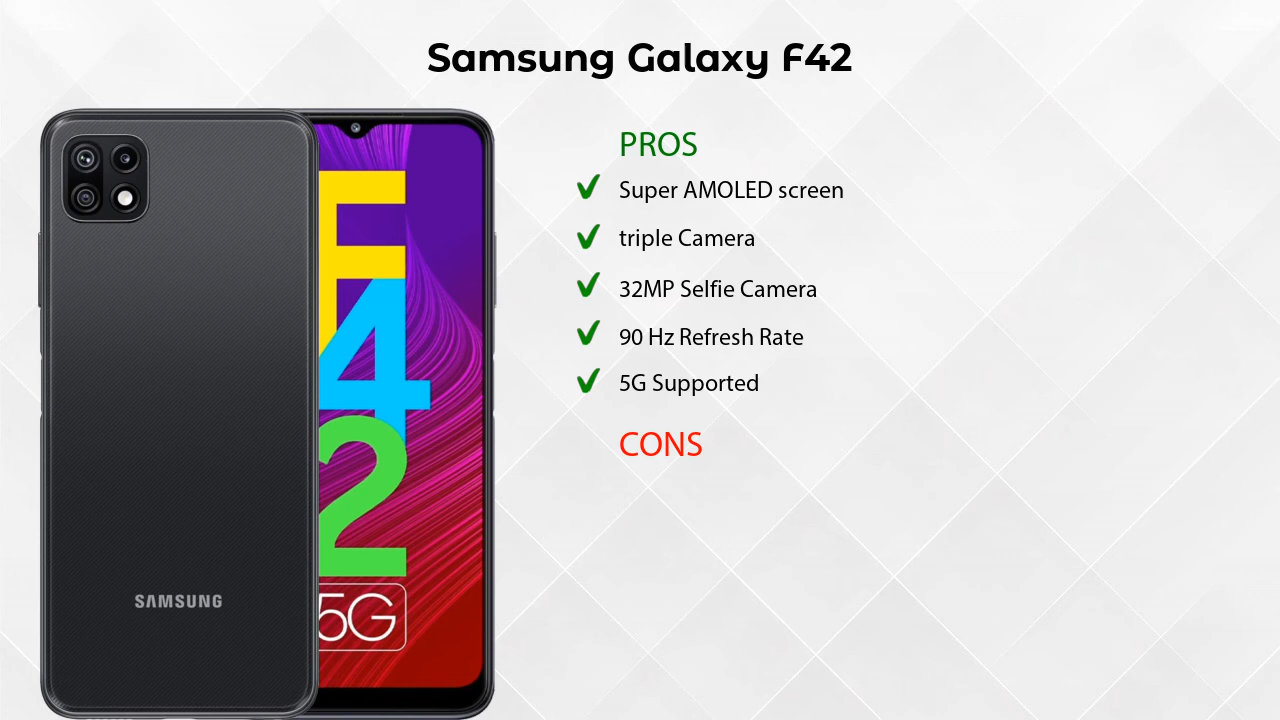 Samsung Galaxy F42
PROS
Super AMOLED screen
triple Camera
32MP Selfie Camera
90 Hz Refresh Rate
5G Supported
CONS
F
4
2
5G
SAMSUNG